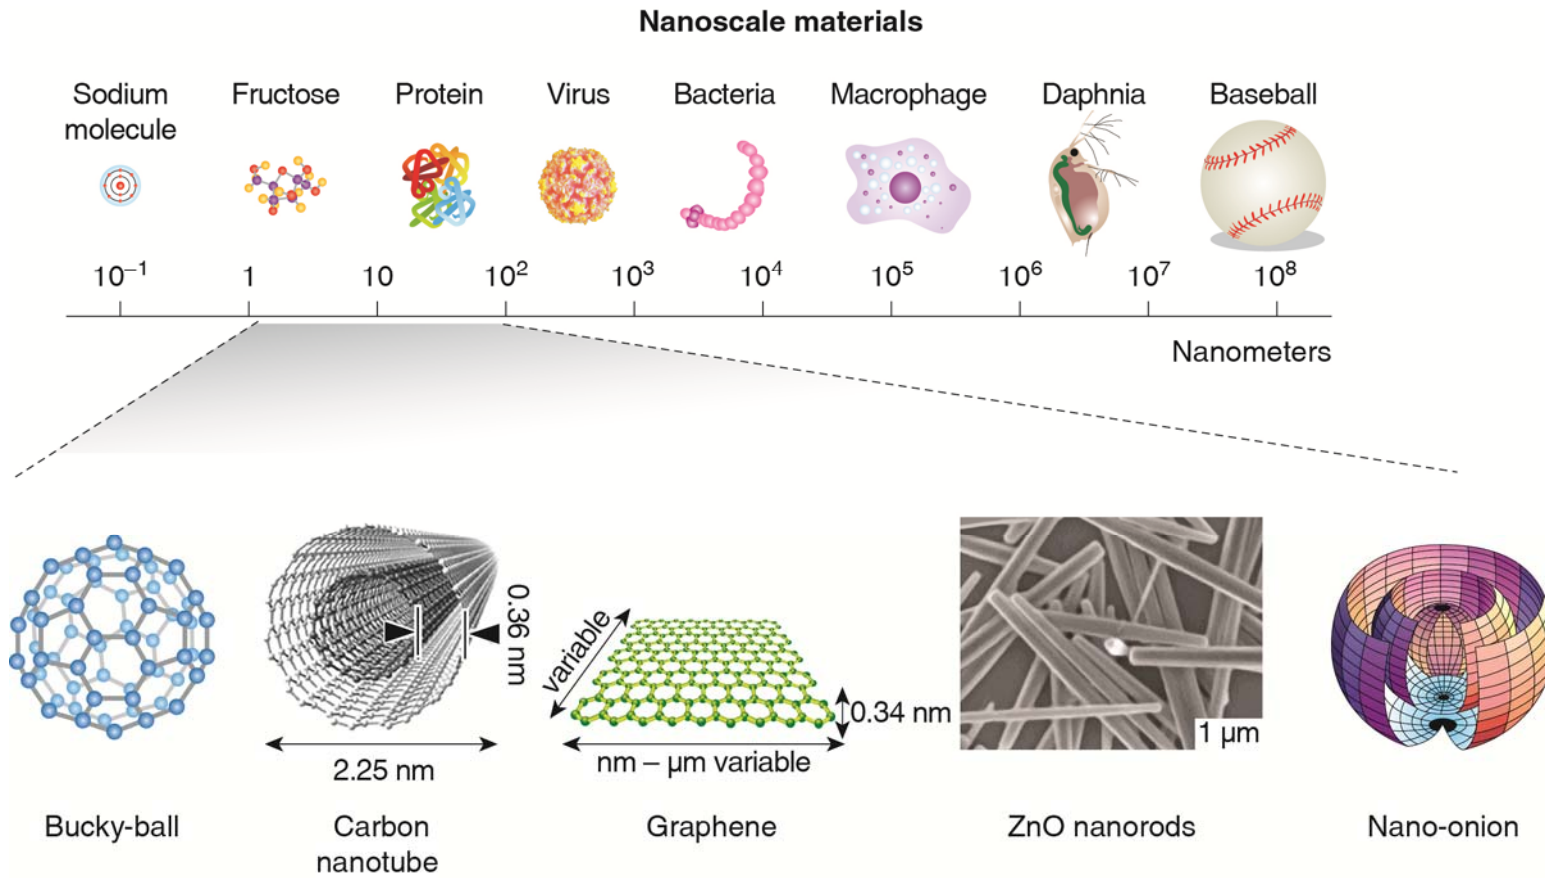 Nanoscale materials
Sodium molecule
Fructose
Protein
Virus
Bacteria
Macrophage
Daphnia
Baseball
10⁻¹ 1 10 10² 10³ 10⁴ 10⁵ 10⁶ 10⁷ 10⁸
Nanometers
0.36 nm
2.25 nm
variable
0.34 nm
nm – µm variable
1 µm
Bucky-ball
Carbon
nanotube
Graphene
ZnO nanorods
Nano-onion